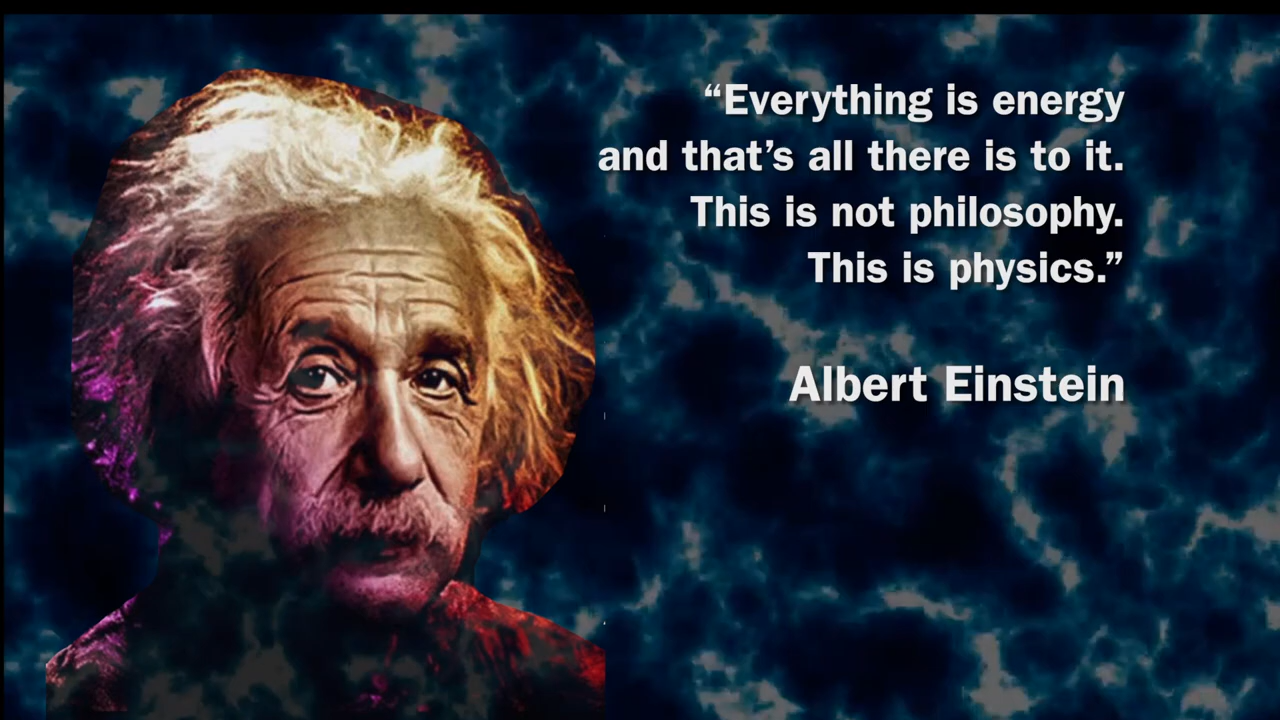 “Everything is energy
and that’s all there is to it.
This is not philosophy.
This is physics.”
Albert Einstein